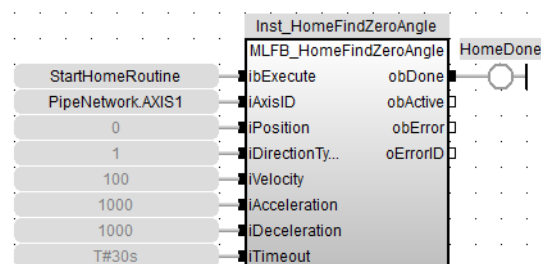 Inst_HomeFindZeroAngle
MLFB_HomeFindZeroAngle HomeDone
StartHomeRoutine ibExecute obDone
PipeNetwork.AXIS1 iAxisID obActive
0 iPosition obError
1 iDirectionTy... oErrorID
100 iVelocity
1000 iAcceleration
1000 iDeceleration
T#30s iTimeout